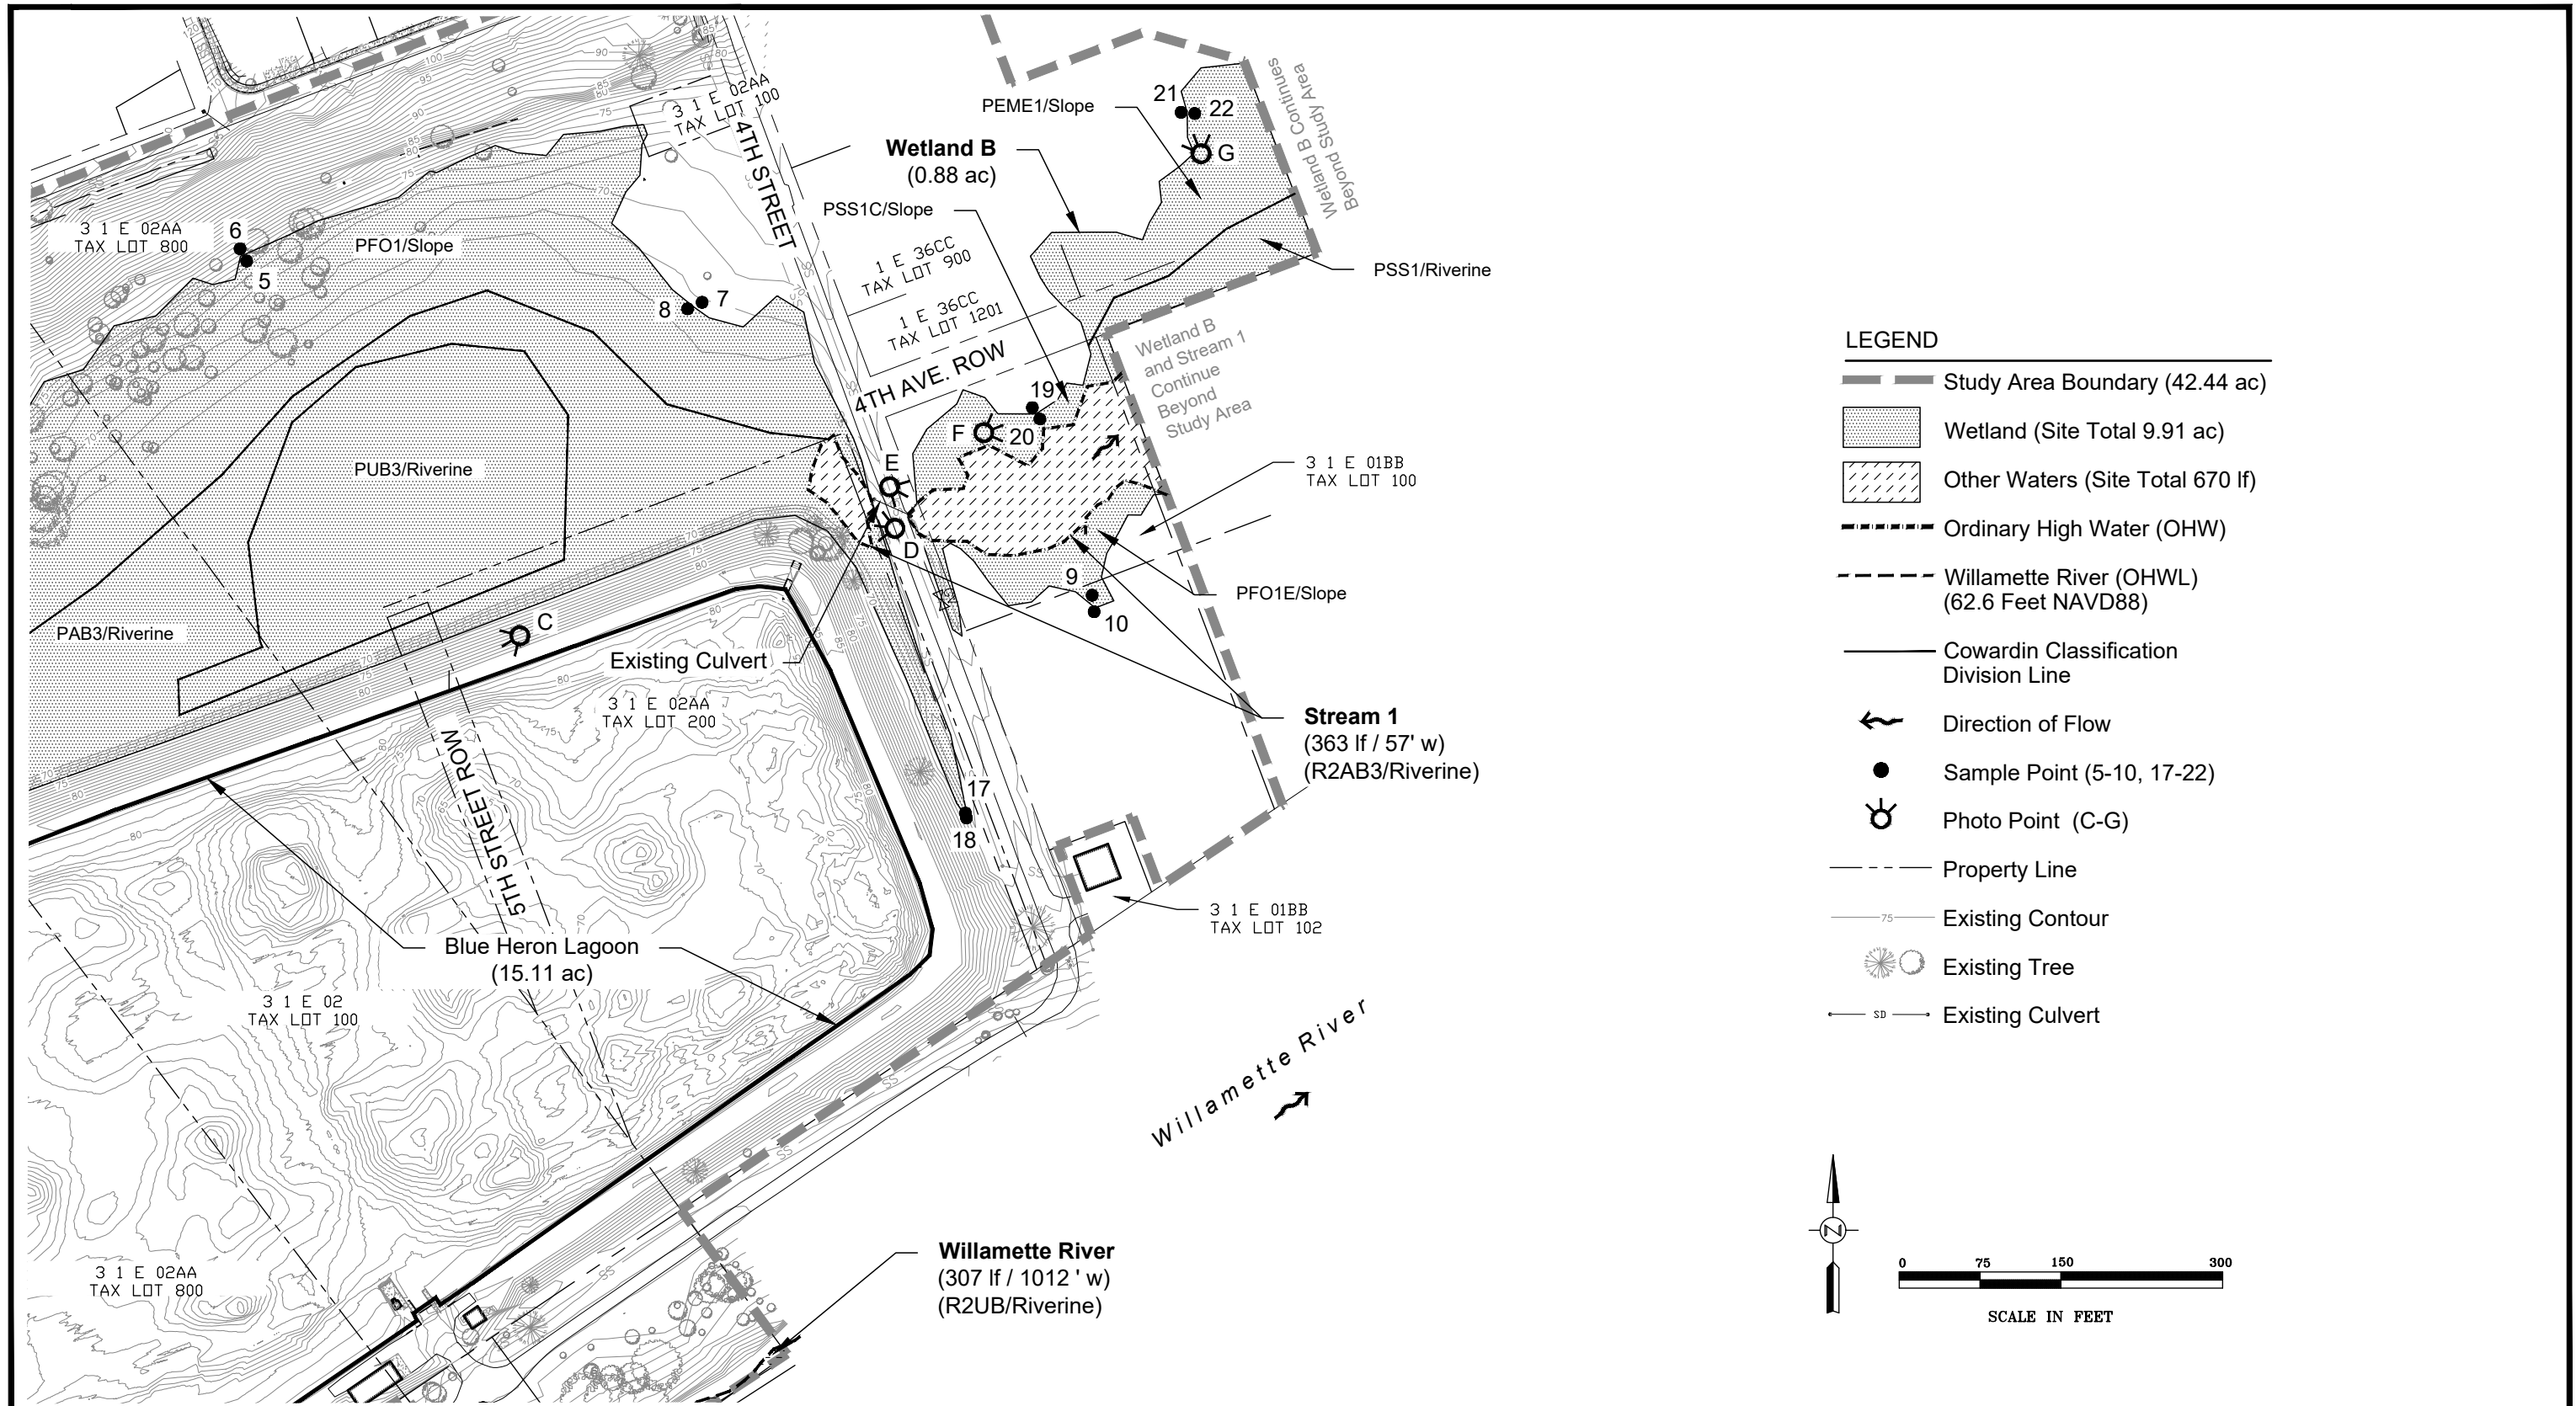 3 1 E 02AA
TAX LOT 100
4TH STREET
3 1 E 02AA
TAX LOT 800
6
5
PFO1/Slope
8
7
PUB3/Riverine
PAB3/Riverine
PEME1/Slope
21
22
G
Wetland B
(0.88 ac)
PSS1C/Slope
Wetland B Continues
Beyond Study Area
PSS1/Riverine
1 E 36CC
TAX LOT 900
1 E 36CC
TAX LOT 1201
4TH AVE. ROW
Wetland B
and Stream 1
Continue
Beyond
Study Area
19
F
20
E
D
3 1 E 01BB
TAX LOT 100
9
10
PFO1E/Slope
C
Existing Culvert
3 1 E 02AA
TAX LOT 200
5TH STREET ROW
Stream 1
(363 lf / 57' w)
(R2AB3/Riverine)
17
18
3 1 E 01BB
TAX LOT 102
Blue Heron Lagoon
(15.11 ac)
3 1 E 02
TAX LOT 100
Willamette River
3 1 E 02AA
TAX LOT 800
Willamette River
(307 lf / 1012 ' w)
(R2UB/Riverine)
LEGEND
Study Area Boundary (42.44 ac)
Wetland (Site Total 9.91 ac)
Other Waters (Site Total 670 lf)
Ordinary High Water (OHW)
Willamette River (OHWL)
(62.6 Feet NAVD88)
Cowardin Classification
Division Line
Direction of Flow
Sample Point (5-10, 17-22)
Photo Point (C-G)
Property Line
75
Existing Contour
Existing Tree
SD
Existing Culvert
N
0 75 150 300
SCALE IN FEET